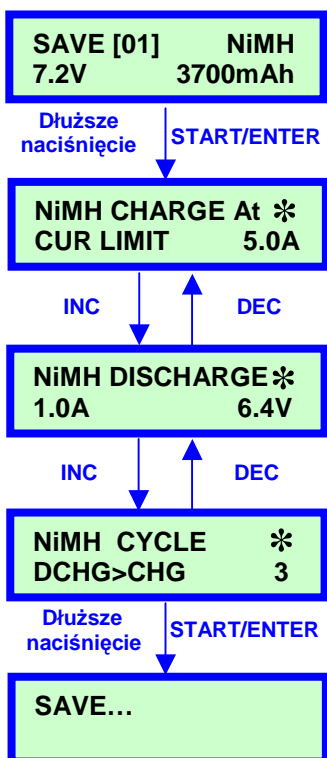 SAVE [01] NiMH
7.2V 3700mAh
Dłuższe
naciśnięcie
START/ENTER
NiMH CHARGE At ✻
CUR LIMIT 5.0A
INC DEC
NiMH DISCHARGE✻
1.0A 6.4V
INC DEC
NiMH CYCLE ✻
DCHG>CHG 3
Dłuższe
naciśnięcie
START/ENTER
SAVE...